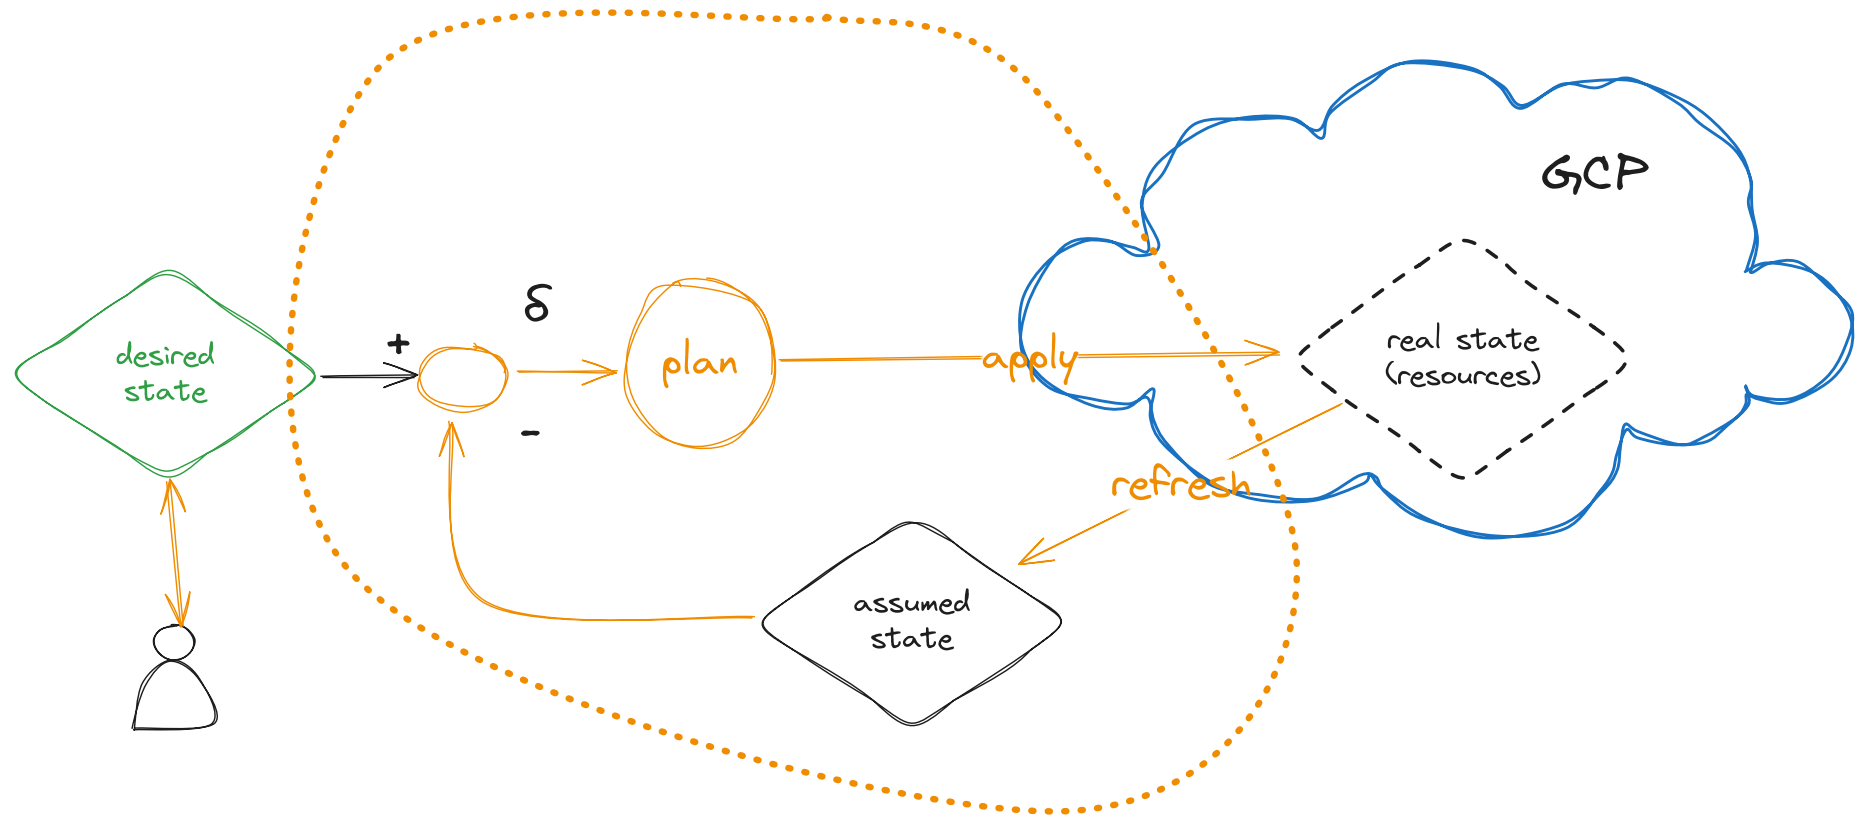 GCP
δ
+
desired
state
plan
apply
real state
(resources)
-
refresh
assumed
state